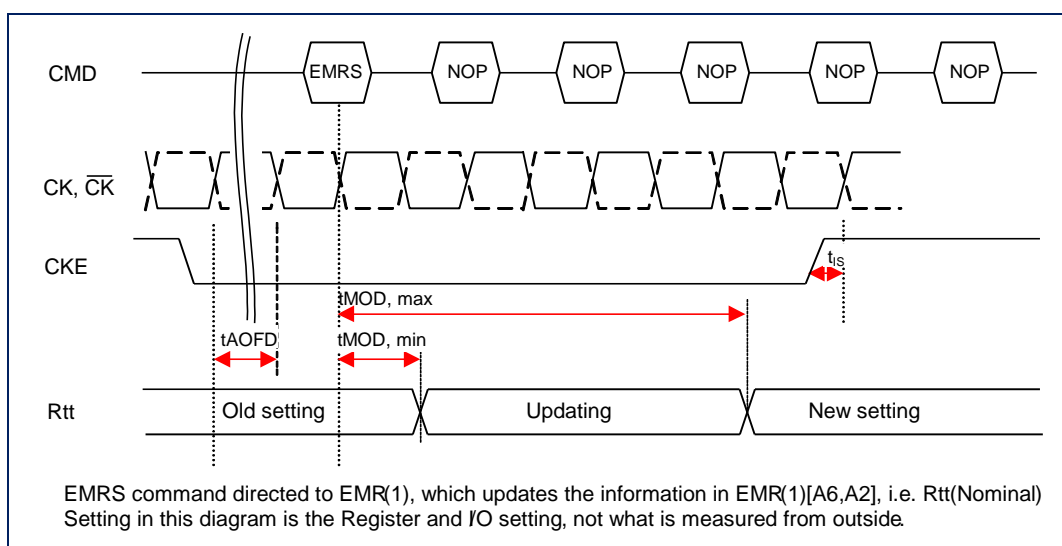 CMD EMRS NOP NOP NOP NOP NOP
CK, C̅K̅
CKE
tIS
tMOD, max
tAOFD tMOD, min
Rtt Old setting Updating New setting
EMRS command directed to EMR(1), which updates the information in EMR(1)[A6,A2], i.e. Rtt(Nominal)
Setting in this diagram is the Register and I/O setting, not what is measured from outside.